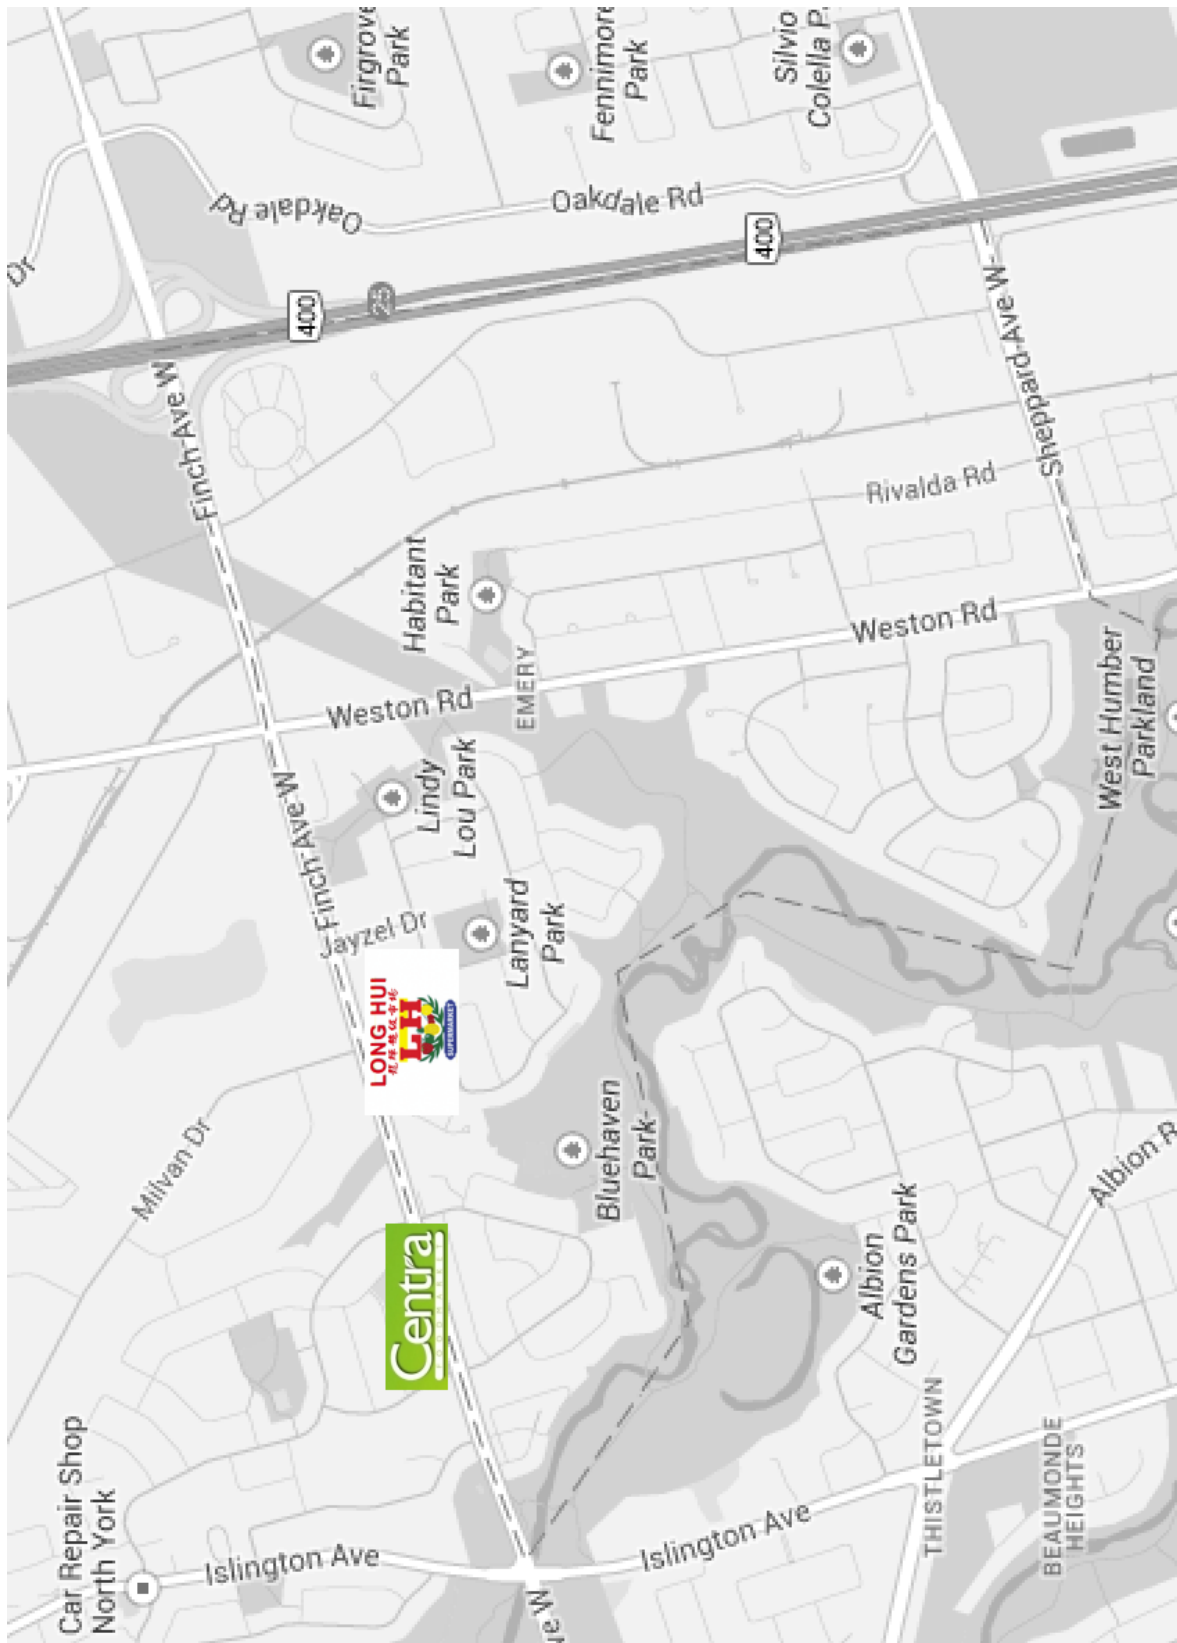 Firgrove
Park
Fennimore
Park
Silvio
Colella P
Oakdale Rd
Oakdale Rd
Dr
400
25
400
Finch Ave W
Sheppard Ave W
Rivalda Rd
Habitant
Park
Weston Rd
EMERY
Weston Rd
West Humber
Parkland
Finch Ave W
Lindy
Lou Park
Jayzel Dr
Lanyard
Park
LONG HUI
LH
SUPERMARKET
Milvan Dr
Bluehaven
Park
Albion R
Centra
FOODMARKET
Albion
Gardens Park
Car Repair Shop
North York
Islington Ave
Islington Ave
THISTLETOWN
BEAUMONDE
HEIGHTS
ue W